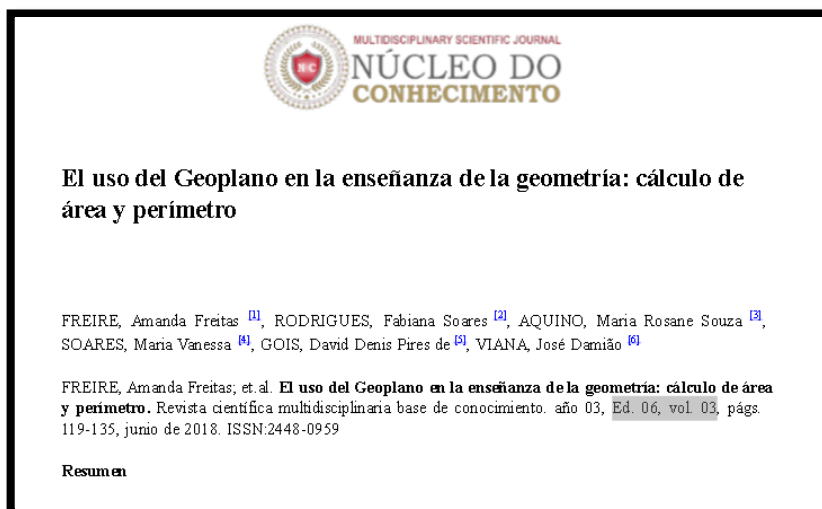 MULTIDISCIPLINARY SCIENTIFIC JOURNAL
N C
NÚCLEO DO
CONHECIMENTO
El uso del Geoplano en la enseñanza de la geometría: cálculo de
área y perímetro
FREIRE, Amanda Freitas [1], RODRIGUES, Fabiana Soares [2], AQUINO, Maria Rosane Souza [3],
SOARES, Maria Vanessa [4], GOIS, David Denis Pires de [5], VIANA, José Damião [6]
FREIRE, Amanda Freitas; et.al. El uso del Geoplano en la enseñanza de la geometría: cálculo de área
y perímetro. Revista científica multidisciplinaria base de conocimiento. año 03, Ed. 06, vol. 03, págs.
119-135, junio de 2018. ISSN:2448-0959
Resumen